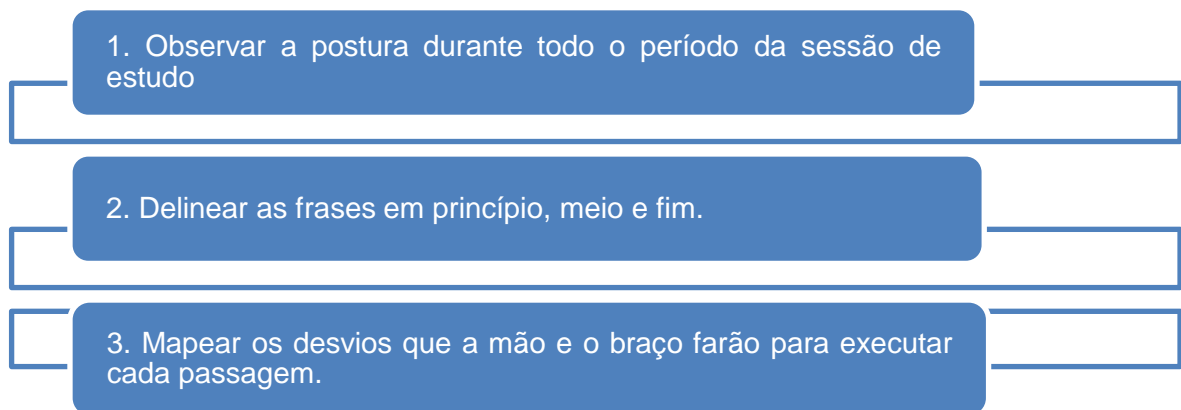 1. Observar a postura durante todo o período da sessão de
estudo
2. Delinear as frases em princípio, meio e fim.
3. Mapear os desvios que a mão e o braço farão para executar
cada passagem.